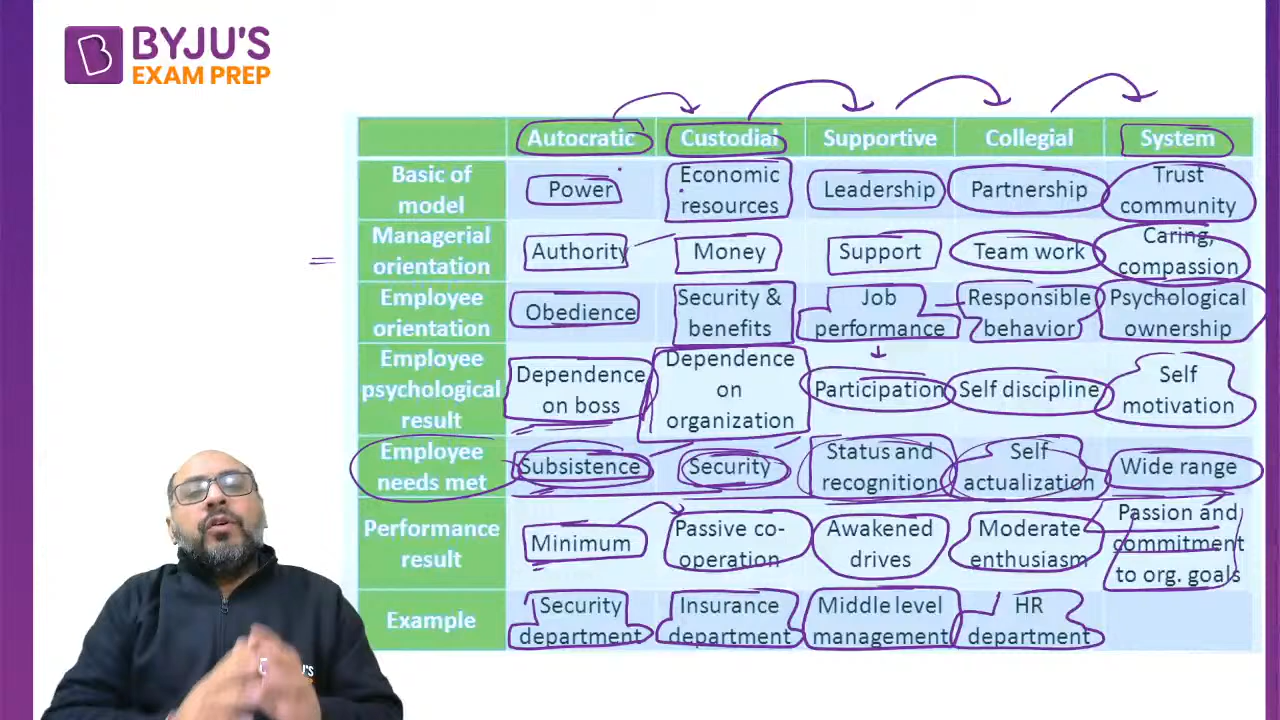 BYJU'S
EXAM PREP
Autocratic Custodial Supportive Collegial System
Basic of model Power Economic resources Leadership Partnership Trust community
Managerial orientation Authority Money Support Team work Caring, compassion
Employee orientation Obedience Security & benefits Job performance Responsible behavior Psychological ownership
Employee psychological result Dependence on boss Dependence on organization Participation Self discipline Self motivation
Employee needs met Subsistence Security Status and recognition Self actualization Wide range
Performance result Minimum Passive co-operation Awakened drives Moderate enthusiasm Passion and commitment to org. goals
Example Security department Insurance department Middle level management HR department